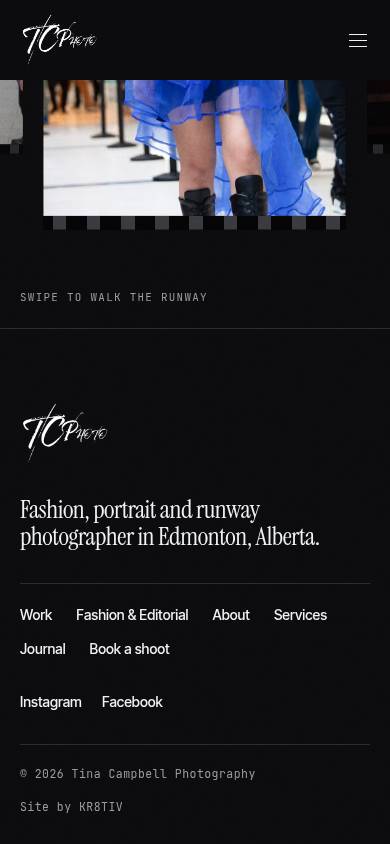 TCPHOTO
SWIPE TO WALK THE RUNWAY
TCPHOTO
Fashion, portrait and runway
photographer in Edmonton, Alberta.
Work Fashion & Editorial About Services
Journal Book a shoot
Instagram Facebook
© 2026 Tina Campbell Photography
Site by KR8TIV